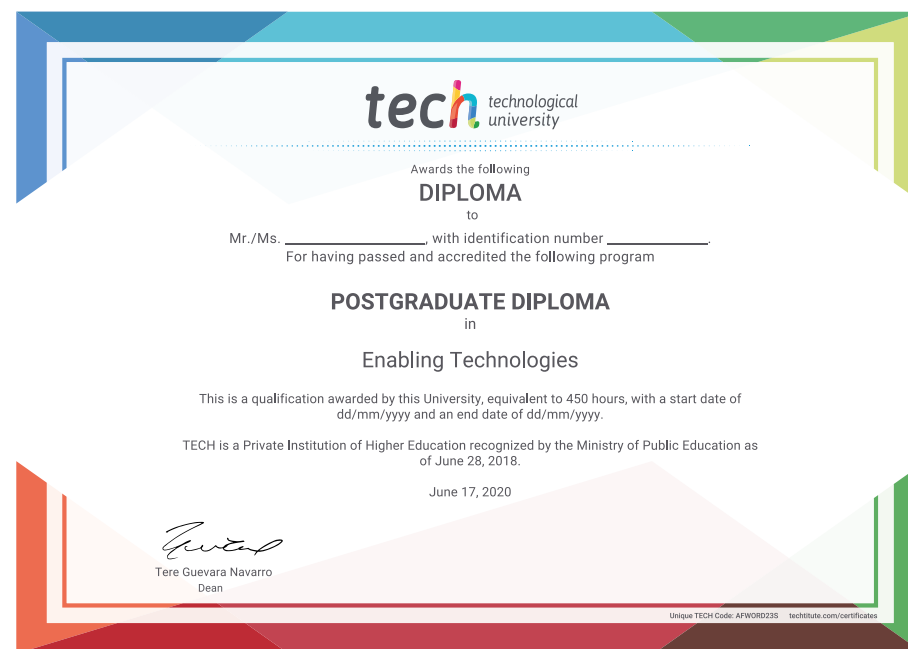 tech technological
university
Awards the following
DIPLOMA
to
Mr./Ms. ____________________, with identification number ______________.
For having passed and accredited the following program
POSTGRADUATE DIPLOMA
in
Enabling Technologies
This is a qualification awarded by this University, equivalent to 450 hours, with a start date of
dd/mm/yyyy and an end date of dd/mm/yyyy.
TECH is a Private Institution of Higher Education recognized by the Ministry of Public Education as
of June 28, 2018.
June 17, 2020
Tere Guevara Navarro
Dean
Unique TECH Code: AFWORD23S techtitute.com/certificates